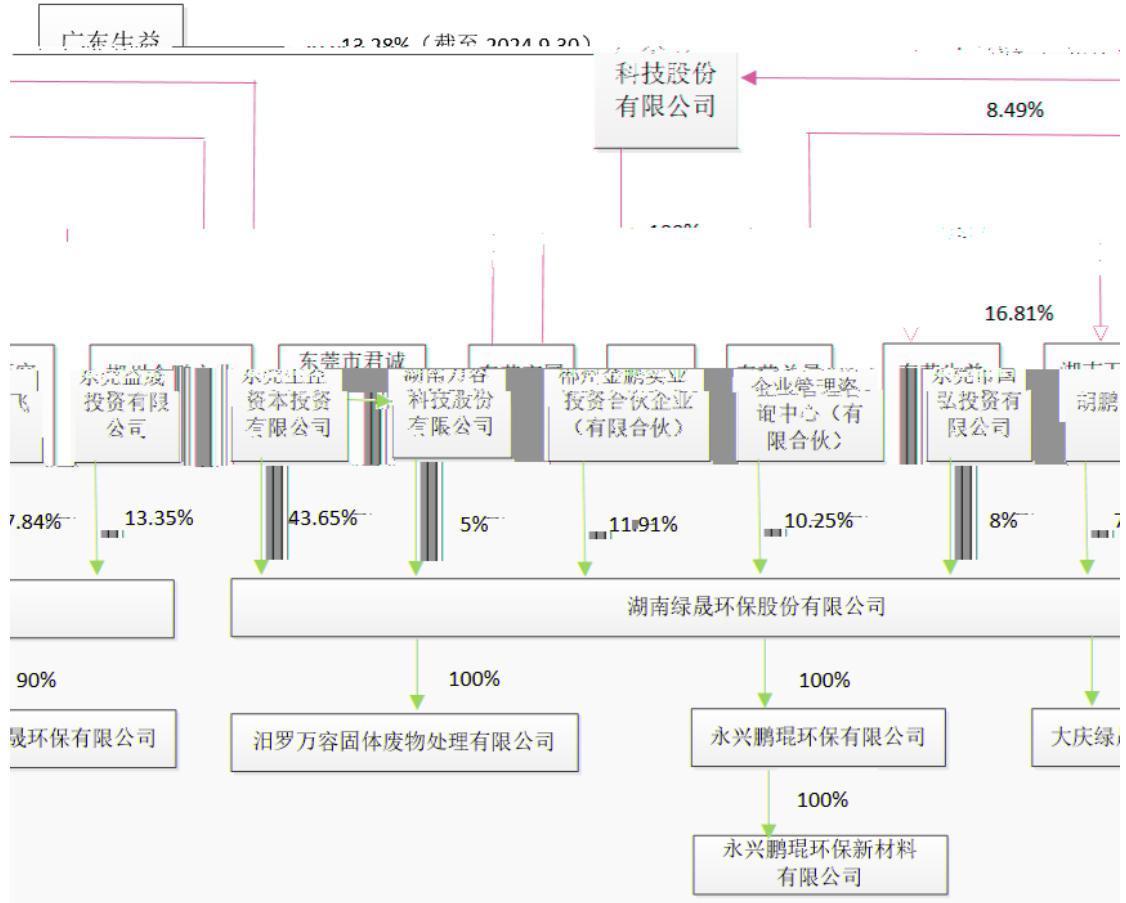 广东生益
13.28%（截至 2024.9.30）
科技股份
有限公司
8.49%
100%
16.81%
东莞市君诚
东莞益晟
投资有限
公司
东莞生益
资本投资
有限公司
湖南万容
科技股份
有限公司
郴州金鹏实业
投资合伙企业
（有限合伙）
企业管理咨
询中心（有
限合伙）
东莞市国
弘投资有
限公司
胡鹏
飞
7.84%
13.35%
43.65%
5%
11.91%
10.25%
8%
湖南绿晟环保股份有限公司
90%
100%
100%
晟环保有限公司
汨罗万容固体废物处理有限公司
永兴鹏琨环保有限公司
大庆绿
100%
永兴鹏琨环保新材料
有限公司